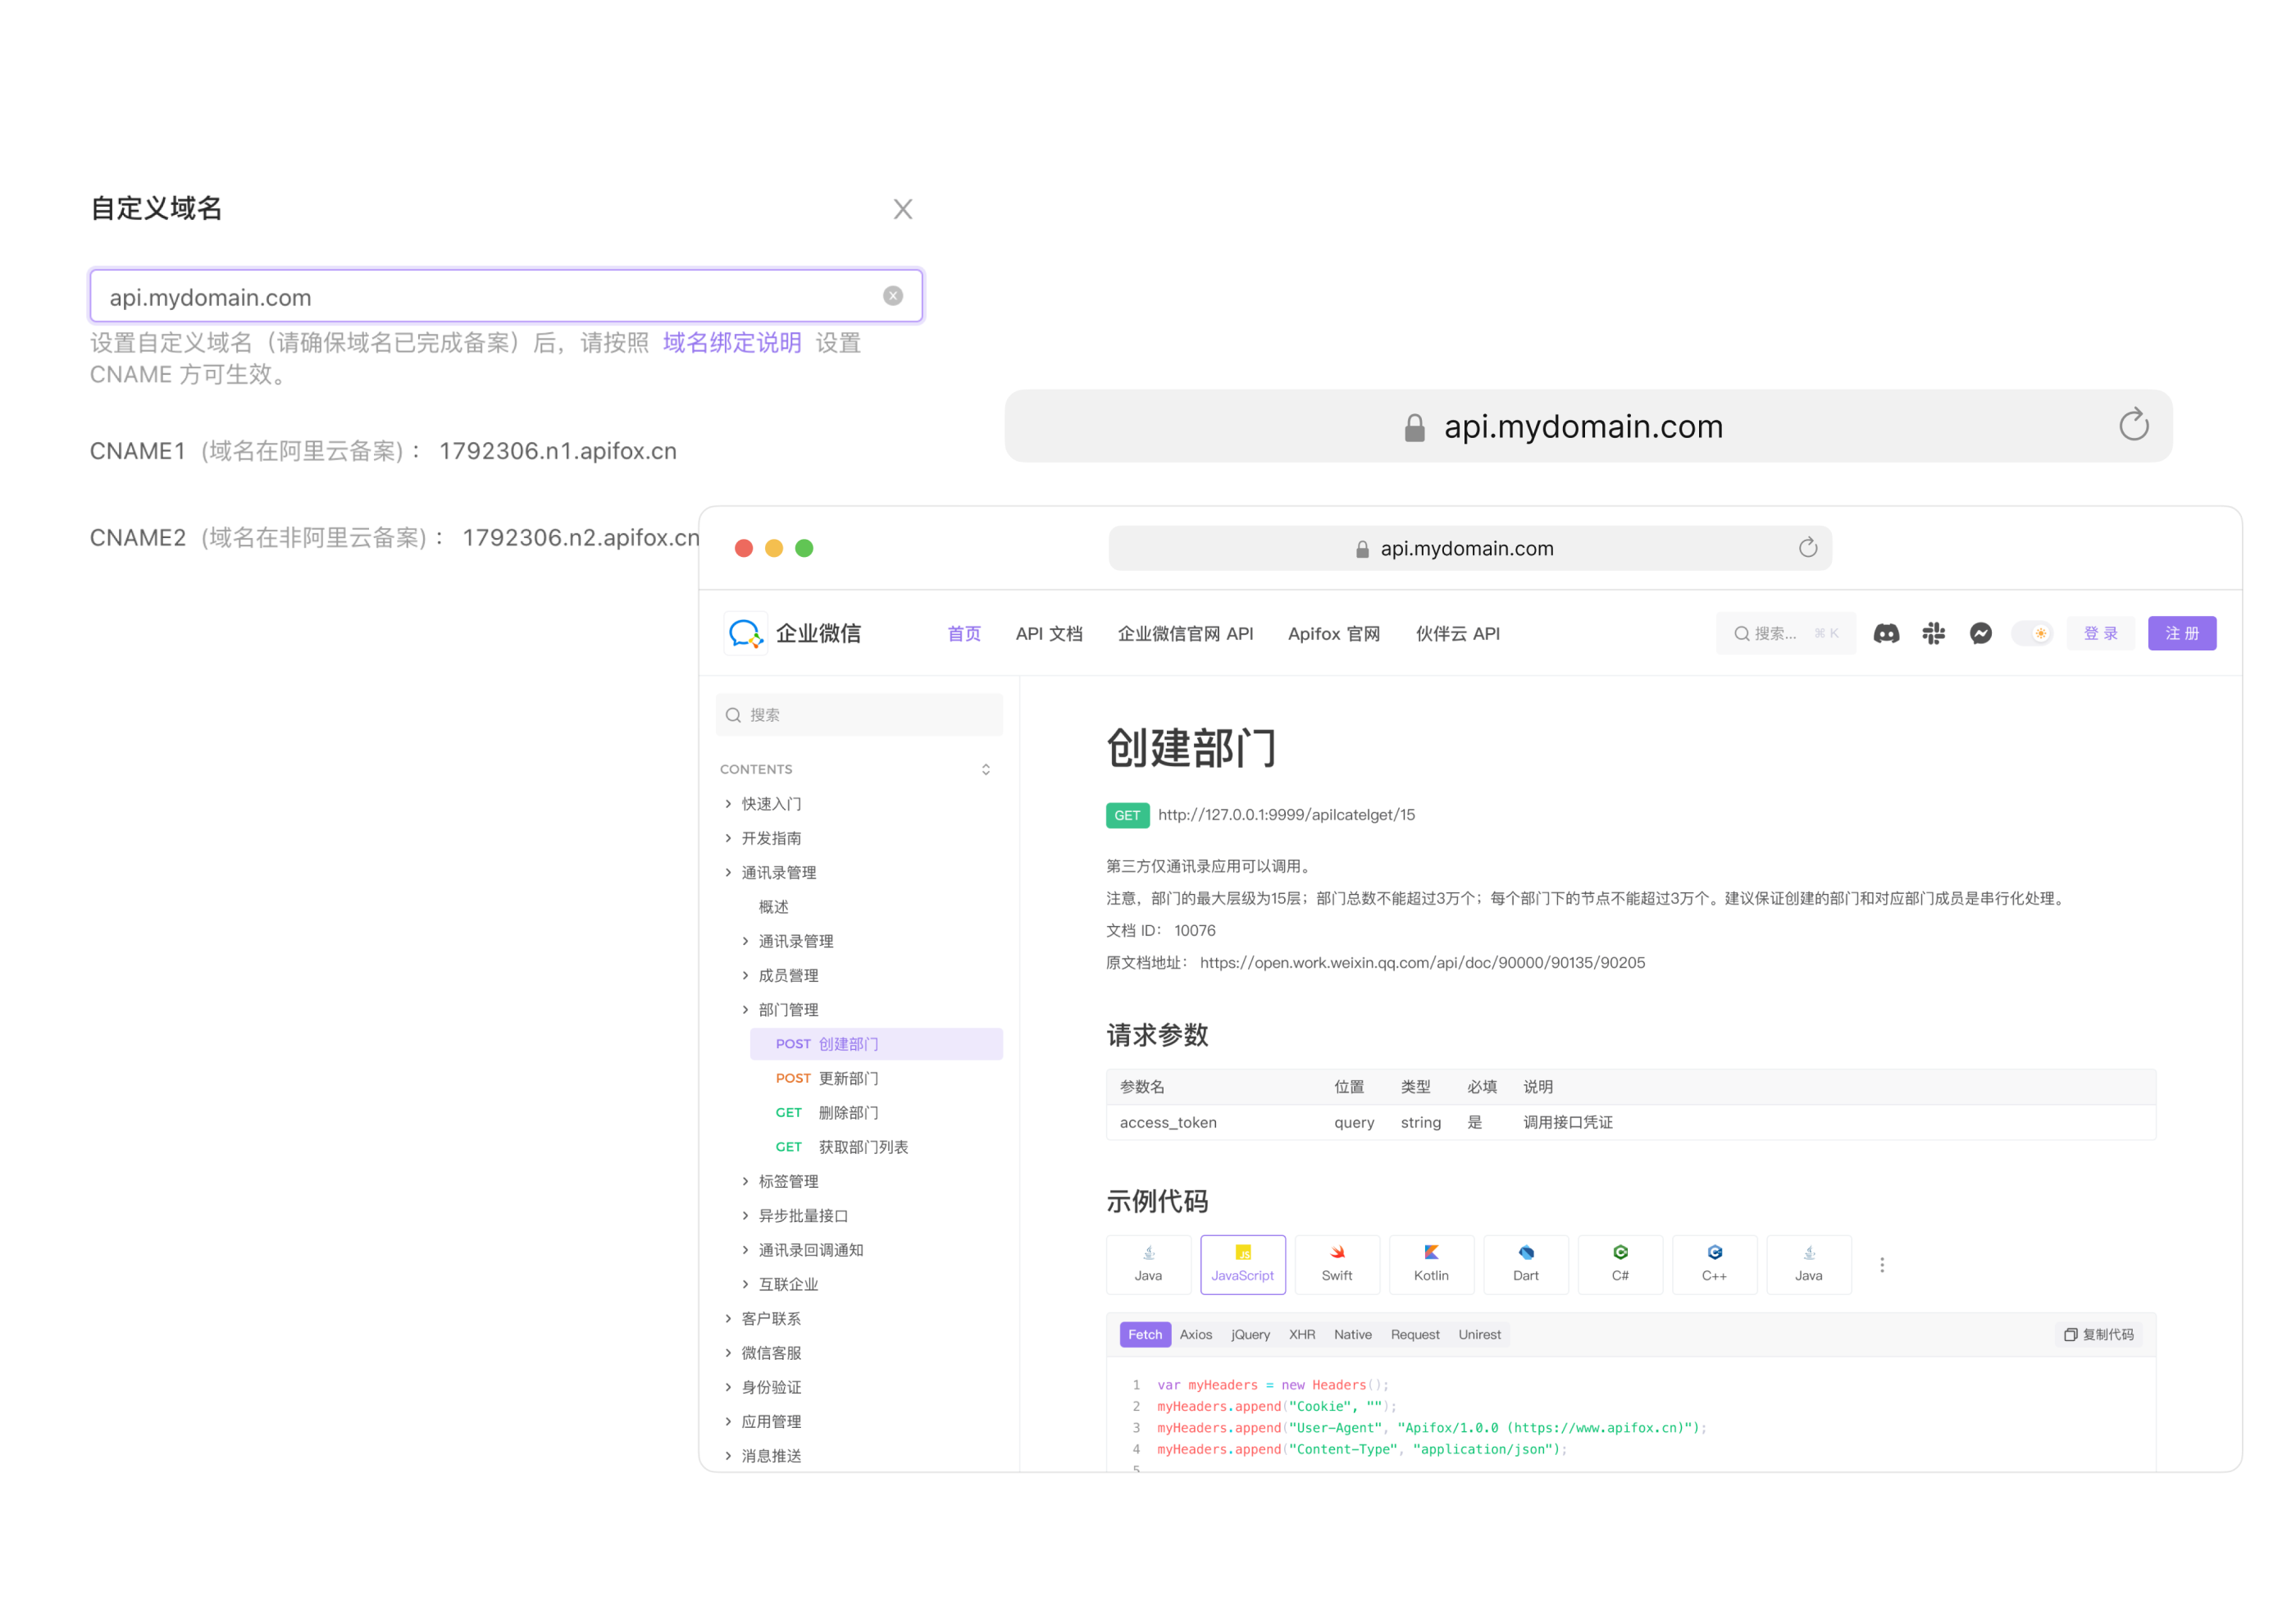 自定义域名
api.mydomain.com
设置自定义域名（请确保域名已完成备案）后，请按照 域名绑定说明 设置
CNAME 方可生效。
CNAME1 (域名在阿里云备案)： 1792306.n1.apifox.cn
CNAME2 (域名在非阿里云备案)： 1792306.n2.apifox.cn
api.mydomain.com
api.mydomain.com
企业微信
首页 API 文档 企业微信官网 API Apifox 官网 伙伴云 API
搜索... ⌘ K
登 录
注 册
搜索
CONTENTS
快速入门
开发指南
通讯录管理
概述
通讯录管理
成员营理
部门管理
POST 创建部门
POST 更新部门
GET 删除部门
GET 获取部门列表
标签管理
异步批量接口
通讯录回调通知
互联企业
客户联系
微信客服
身份验证
应用管理
消息推送
创建部门
GET http://127.0.0.1:9999/apilcatelget/15
第三方仅通讯录应用可以调用。
注意，部门的最大层级为15层；部门总数不能超过3万个；每个部门下的节点不能超过3万个。建议保证创建的部门和对应部门成员是串行化处理。
文档 ID： 10076
原文档地址： https://open.work.weixin.qq.com/api/doc/90000/90135/90205
请求参数
参数名 位置 类型 必填 说明
access_token query string 是 调用接口凭证
示例代码
JS
Java JavaScript Swift Kotlin Dart C# C++ Java
Fetch Axios jQuery XHR Native Request Unirest
复制代码
1 var myHeaders = new Headers();
2 myHeaders.append("Cookie", "");
3 myHeaders.append("User-Agent", "Apifox/1.0.0 (https://www.apifox.cn)");
4 myHeaders.append("Content-Type", "application/json");
5